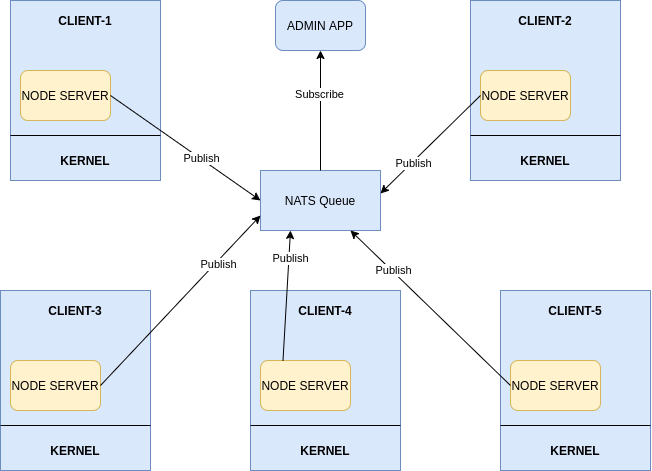 CLIENT-1
ADMIN APP
CLIENT-2
NODE SERVER
Subscribe
NODE SERVER
KERNEL
Publish
Publish
KERNEL
NATS Queue
Publish
Publish
Publish
CLIENT-3
CLIENT-4
CLIENT-5
NODE SERVER
NODE SERVER
NODE SERVER
KERNEL
KERNEL
KERNEL